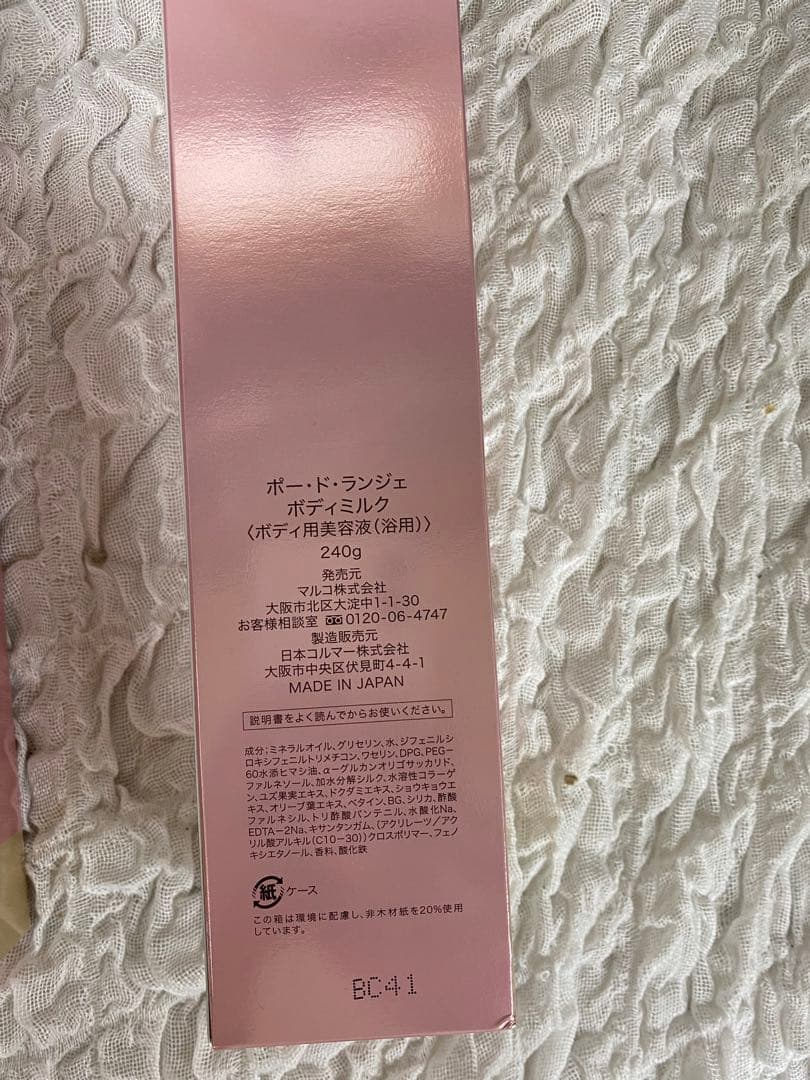 ポー・ド・ランジェ
ボディミルク
〈ボディ用美容液(浴用)〉
240g
発売元
マルコ株式会社
大阪市北区大淀中1-1-30
お客様相談室 0120-06-4747
製造販売元
日本コルマー株式会社
大阪市中央区伏見町4-4-1
MADE IN JAPAN
説明書をよく読んでからお使いください。
成分;ミネラルオイル、グリセリン、水、ジフェニルシ
ロキシフェニルトリメチコン、ワセリン、DPG、PEG-
60水添ヒマシ油、α-グルカンオリゴサッカリド、
ファルネソール、加水分解シルク、水溶性コラーゲ
ン、ユズ果実エキス、ドクダミエキス、ショウキョウエ
キス、オリーブ葉エキス、ベタイン、BG、シリカ、酢酸
ファルネシル、トリ酢酸パンテニル、水酸化Na、
EDTA-2Na、キサンタンガム、(アクリレーツ/アク
リル酸アルキル(C10-30))クロスポリマー、フェノ
キシエタノール、香料、酸化鉄
紙 ケース
この箱は環境に配慮し、非木材紙を20%使用
しています。
BC41